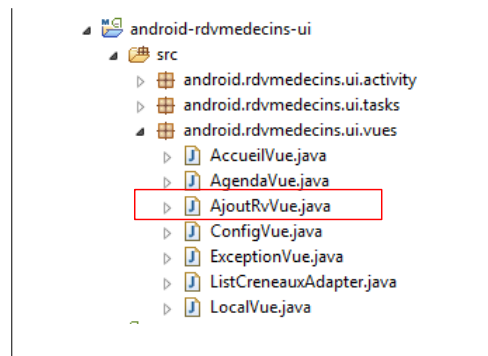 android-rdvmedecins-ui
src
android.rdvmedecins.ui.activity
android.rdvmedecins.ui.tasks
android.rdvmedecins.ui.vues
AccueilVue.java
AgendaVue.java
AjoutRvVue.java
ConfigVue.java
ExceptionVue.java
ListCreneauxAdapter.java
LocalVue.java